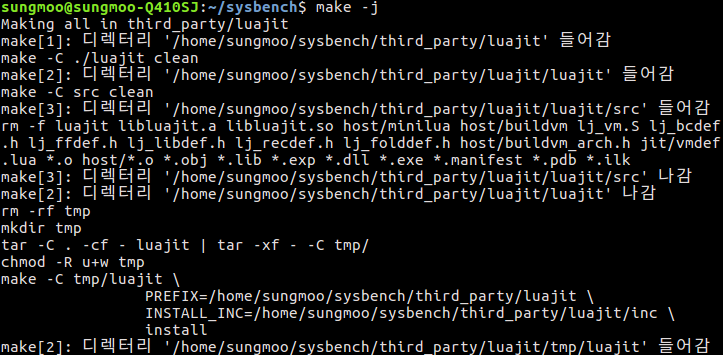 sungmoo@sungmoo-Q410SJ:~/sysbench$ make -j
Making all in third_party/luajit
make[1]: 디렉터리 '/home/sungmoo/sysbench/third_party/luajit' 들어감
make -C ./luajit clean
make[2]: 디렉터리 '/home/sungmoo/sysbench/third_party/luajit/luajit' 들어감
make -C src clean
make[3]: 디렉터리 '/home/sungmoo/sysbench/third_party/luajit/luajit/src' 들어감
rm -f luajit libluajit.a libluajit.so host/minilua host/buildvm lj_vm.S lj_bcdef
.h lj_ffdef.h lj_libdef.h lj_recdef.h lj_folddef.h host/buildvm_arch.h jit/vmdef
.lua *.o host/*.o *.obj *.lib *.exp *.dll *.exe *.manifest *.pdb *.ilk
make[3]: 디렉터리 '/home/sungmoo/sysbench/third_party/luajit/luajit/src' 나감
make[2]: 디렉터리 '/home/sungmoo/sysbench/third_party/luajit/luajit' 나감
rm -rf tmp
mkdir tmp
tar -C . -cf - luajit | tar -xf - -C tmp/
chmod -R u+w tmp
make -C tmp/luajit \
PREFIX=/home/sungmoo/sysbench/third_party/luajit \
INSTALL_INC=/home/sungmoo/sysbench/third_party/luajit/inc \
install
make[2]: 디렉터리 '/home/sungmoo/sysbench/third_party/luajit/tmp/luajit' 들어감